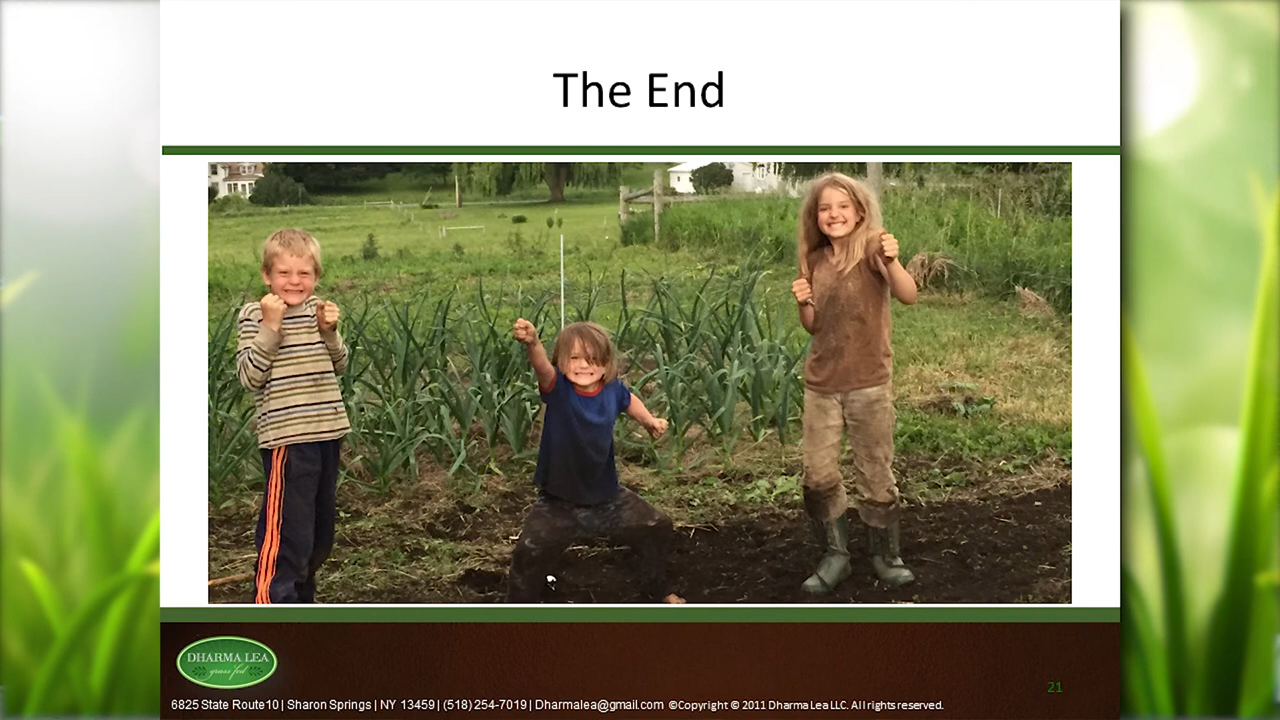 The End
DHARMA LEA
grass fed
21
6825 State Route10 | Sharon Springs | NY 13459 | (518) 254-7019 | Dharmalea@gmail.com ©Copyright © 2011 Dharma Lea LLC. All rights reserved.